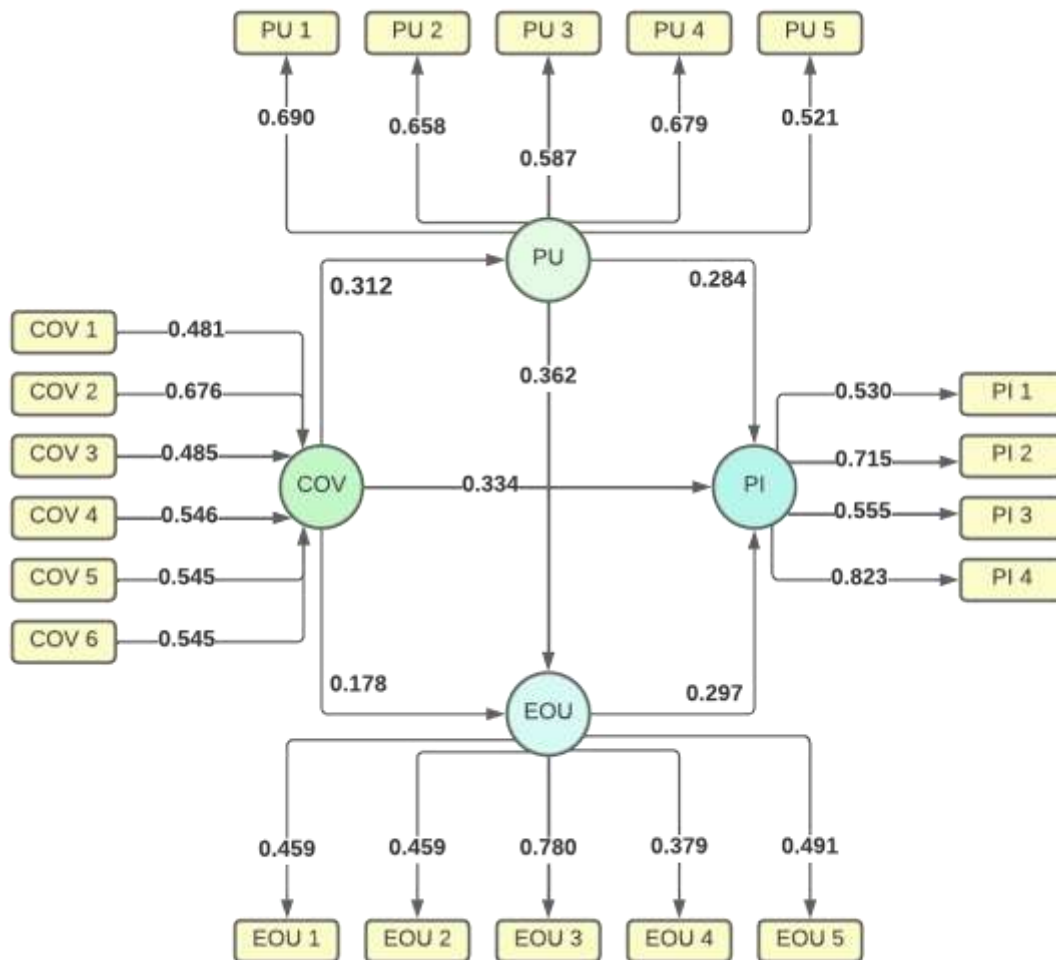 PU 1 PU 2 PU 3 PU 4 PU 5
0.690 0.658 0.587 0.679 0.521
PU
0.312 0.284
COV 1 0.481
0.362
COV 2 0.676 0.530 PI 1
COV 3 0.485 0.715 PI 2
COV 0.334 PI
COV 4 0.546 0.555 PI 3
COV 5 0.545 0.823 PI 4
COV 6 0.545
0.178 0.297
EOU
0.459 0.459 0.780 0.379 0.491
EOU 1 EOU 2 EOU 3 EOU 4 EOU 5